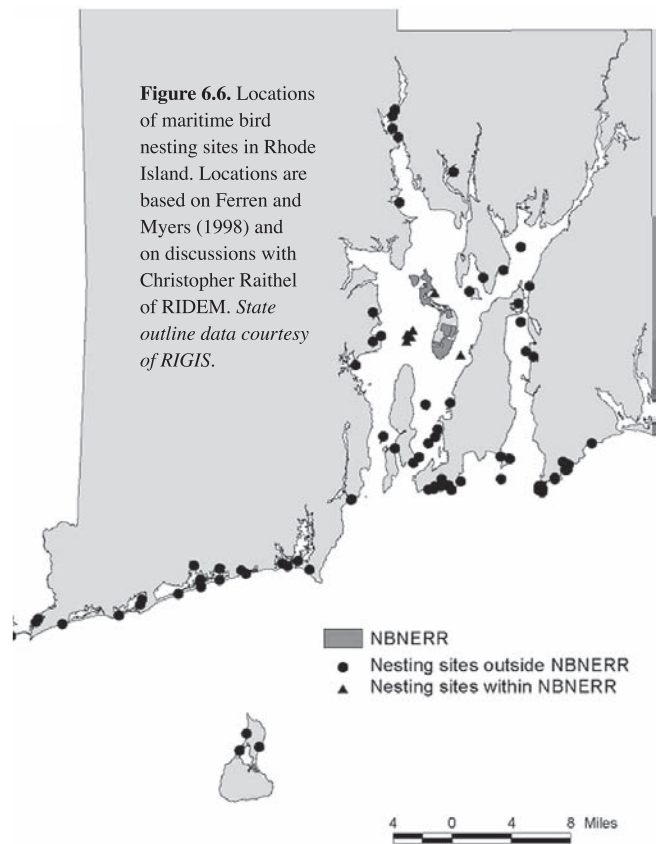 Figure 6.6. Locations
of maritime bird
nesting sites in Rhode
Island. Locations are
based on Ferren and
Myers (1998) and
on discussions with
Christopher Raithel
of RIDEM. State
outline data courtesy
of RIGIS.
NBNERR
Nesting sites outside NBNERR
Nesting sites within NBNERR
4 0 4 8 Miles